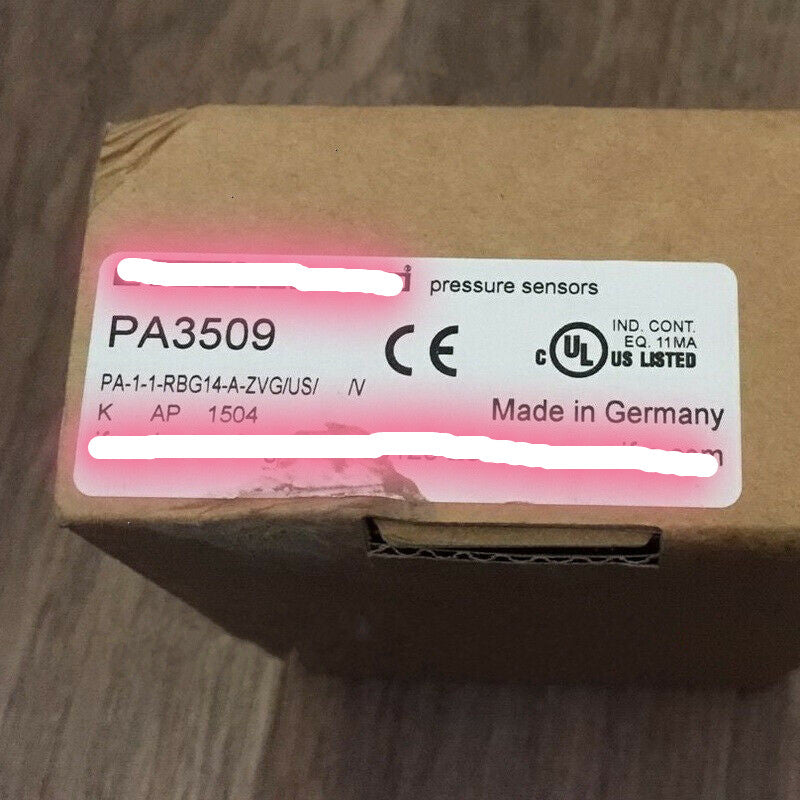 pressure sensors
PA3509
CE
IND. CONT.
EQ. 11MA
C UL US LISTED
PA-1-1-RBG14-A-ZVG/US/ /V
K AP 1504
Made in Germany